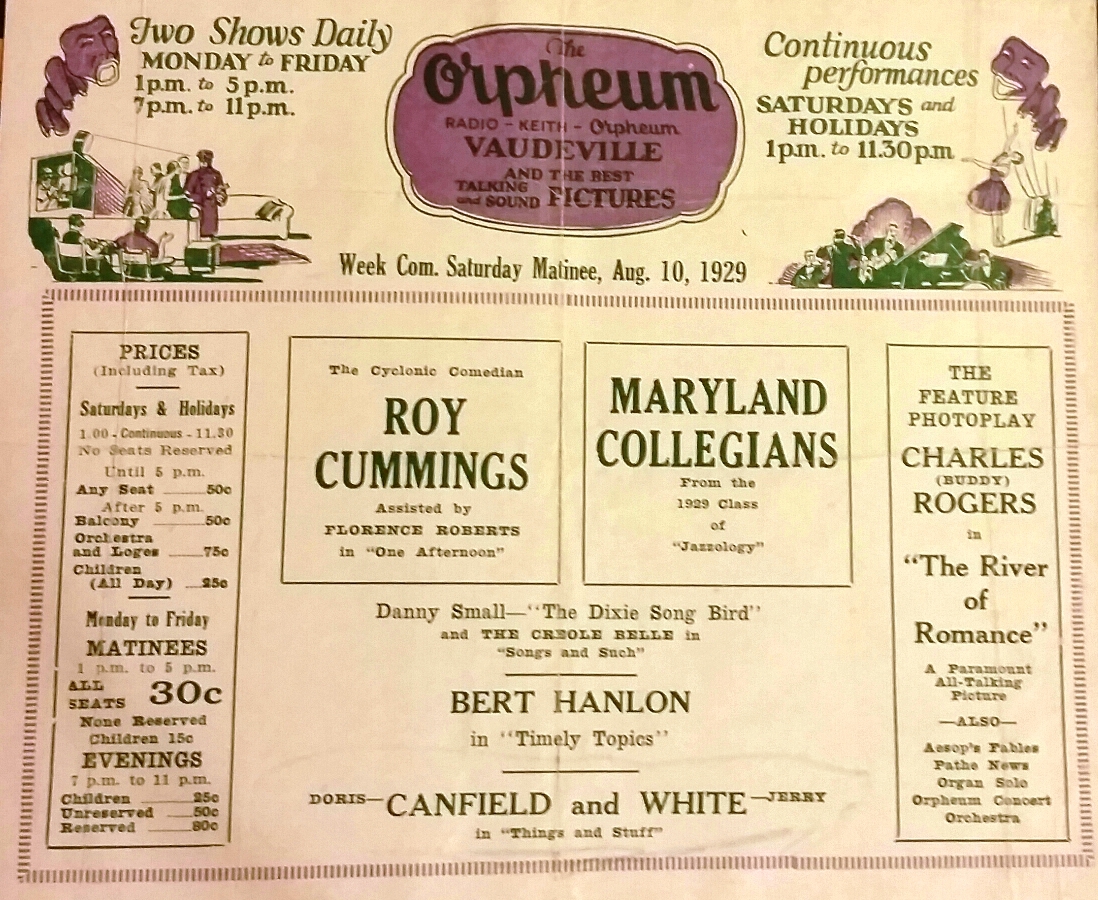 Two Shows Daily
MONDAY to FRIDAY
1 p.m. to 5 p.m.
7 p.m. to 11 p.m.
The
Orpheum
RADIO - KEITH - Orpheum
VAUDEVILLE
AND THE BEST
TALKING
and SOUND PICTURES
Continuous
performances
SATURDAYS and
HOLIDAYS
1 p.m. to 11.30 p.m
Week Com. Saturday Matinee, Aug. 10, 1929
PRICES
(Including Tax)
Saturdays & Holidays
1.00 - Continuous - 11.30
No Seats Reserved
Until 5 p.m.
Any Seat ......50c
After 5 p.m.
Balcony ......50c
Orchestra
and Loges ......75c
Children
(All Day) ......25c
Monday to Friday
MATINEES
1 p.m. to 5 p.m.
ALL
SEATS 30c
None Reserved
Children 15c
EVENINGS
7 p.m. to 11 p.m.
Children ......25c
Unreserved ......50c
Reserved ......80c
The Cyclonic Comedian
ROY
CUMMINGS
Assisted by
FLORENCE ROBERTS
in "One Afternoon"
MARYLAND
COLLEGIANS
From the
1929 Class
of
"Jazzology"
Danny Small—"The Dixie Song Bird"
and THE CREOLE BELLE in
"Songs and Such"
BERT HANLON
in "Timely Topics"
DORIS—CANFIELD and WHITE—JERRY
in "Things and Stuff"
THE
FEATURE
PHOTOPLAY
CHARLES
(BUDDY)
ROGERS
in
"The River
of
Romance"
A Paramount
All-Talking
Picture
—ALSO—
Aesop's Fables
Pathe News
Organ Solo
Orpheum Concert
Orchestra